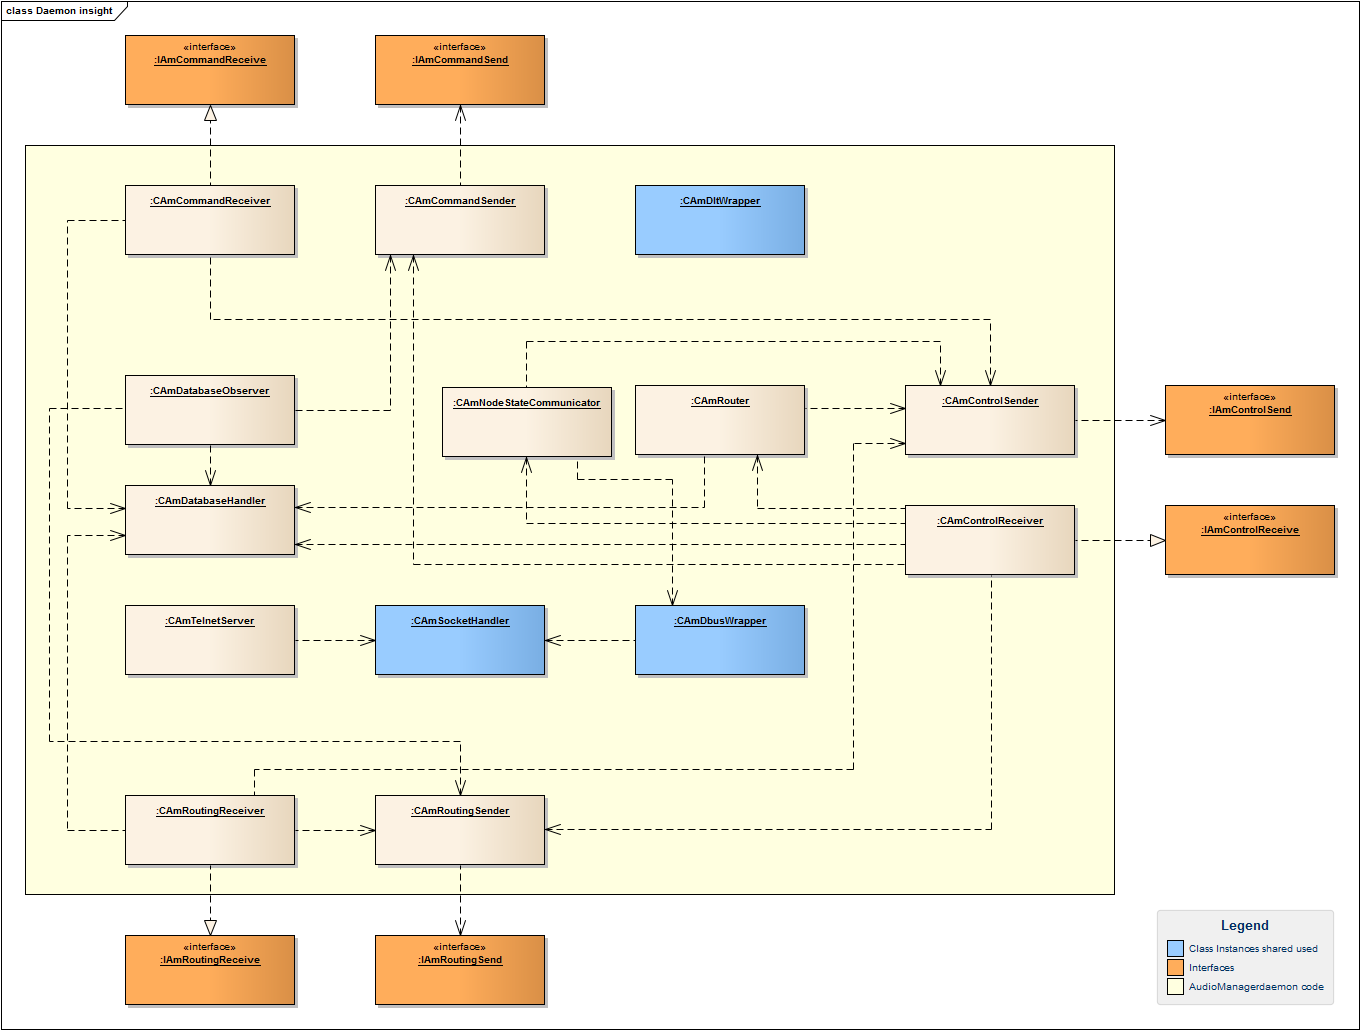 class Daemon insight
«interface»
:IAmCommandReceive
«interface»
:IAmCommandSend
:CAmCommandReceiver
:CAmCommandSender
:CAmDltWrapper
:CAmDatabaseObserver
:CAmNodeStateCommunicator
:CAmRouter
:CAmControlSender
«interface»
:IAmControlSend
:CAmDatabaseHandler
:CAmControlReceiver
«interface»
:IAmControlReceive
:CAmTelnetServer
:CAmSocketHandler
:CAmDbusWrapper
:CAmRoutingReceiver
:CAmRoutingSender
«interface»
:IAmRoutingReceive
«interface»
:IAmRoutingSend
Legend
Class Instances shared used
Interfaces
AudioManagerdaemon code